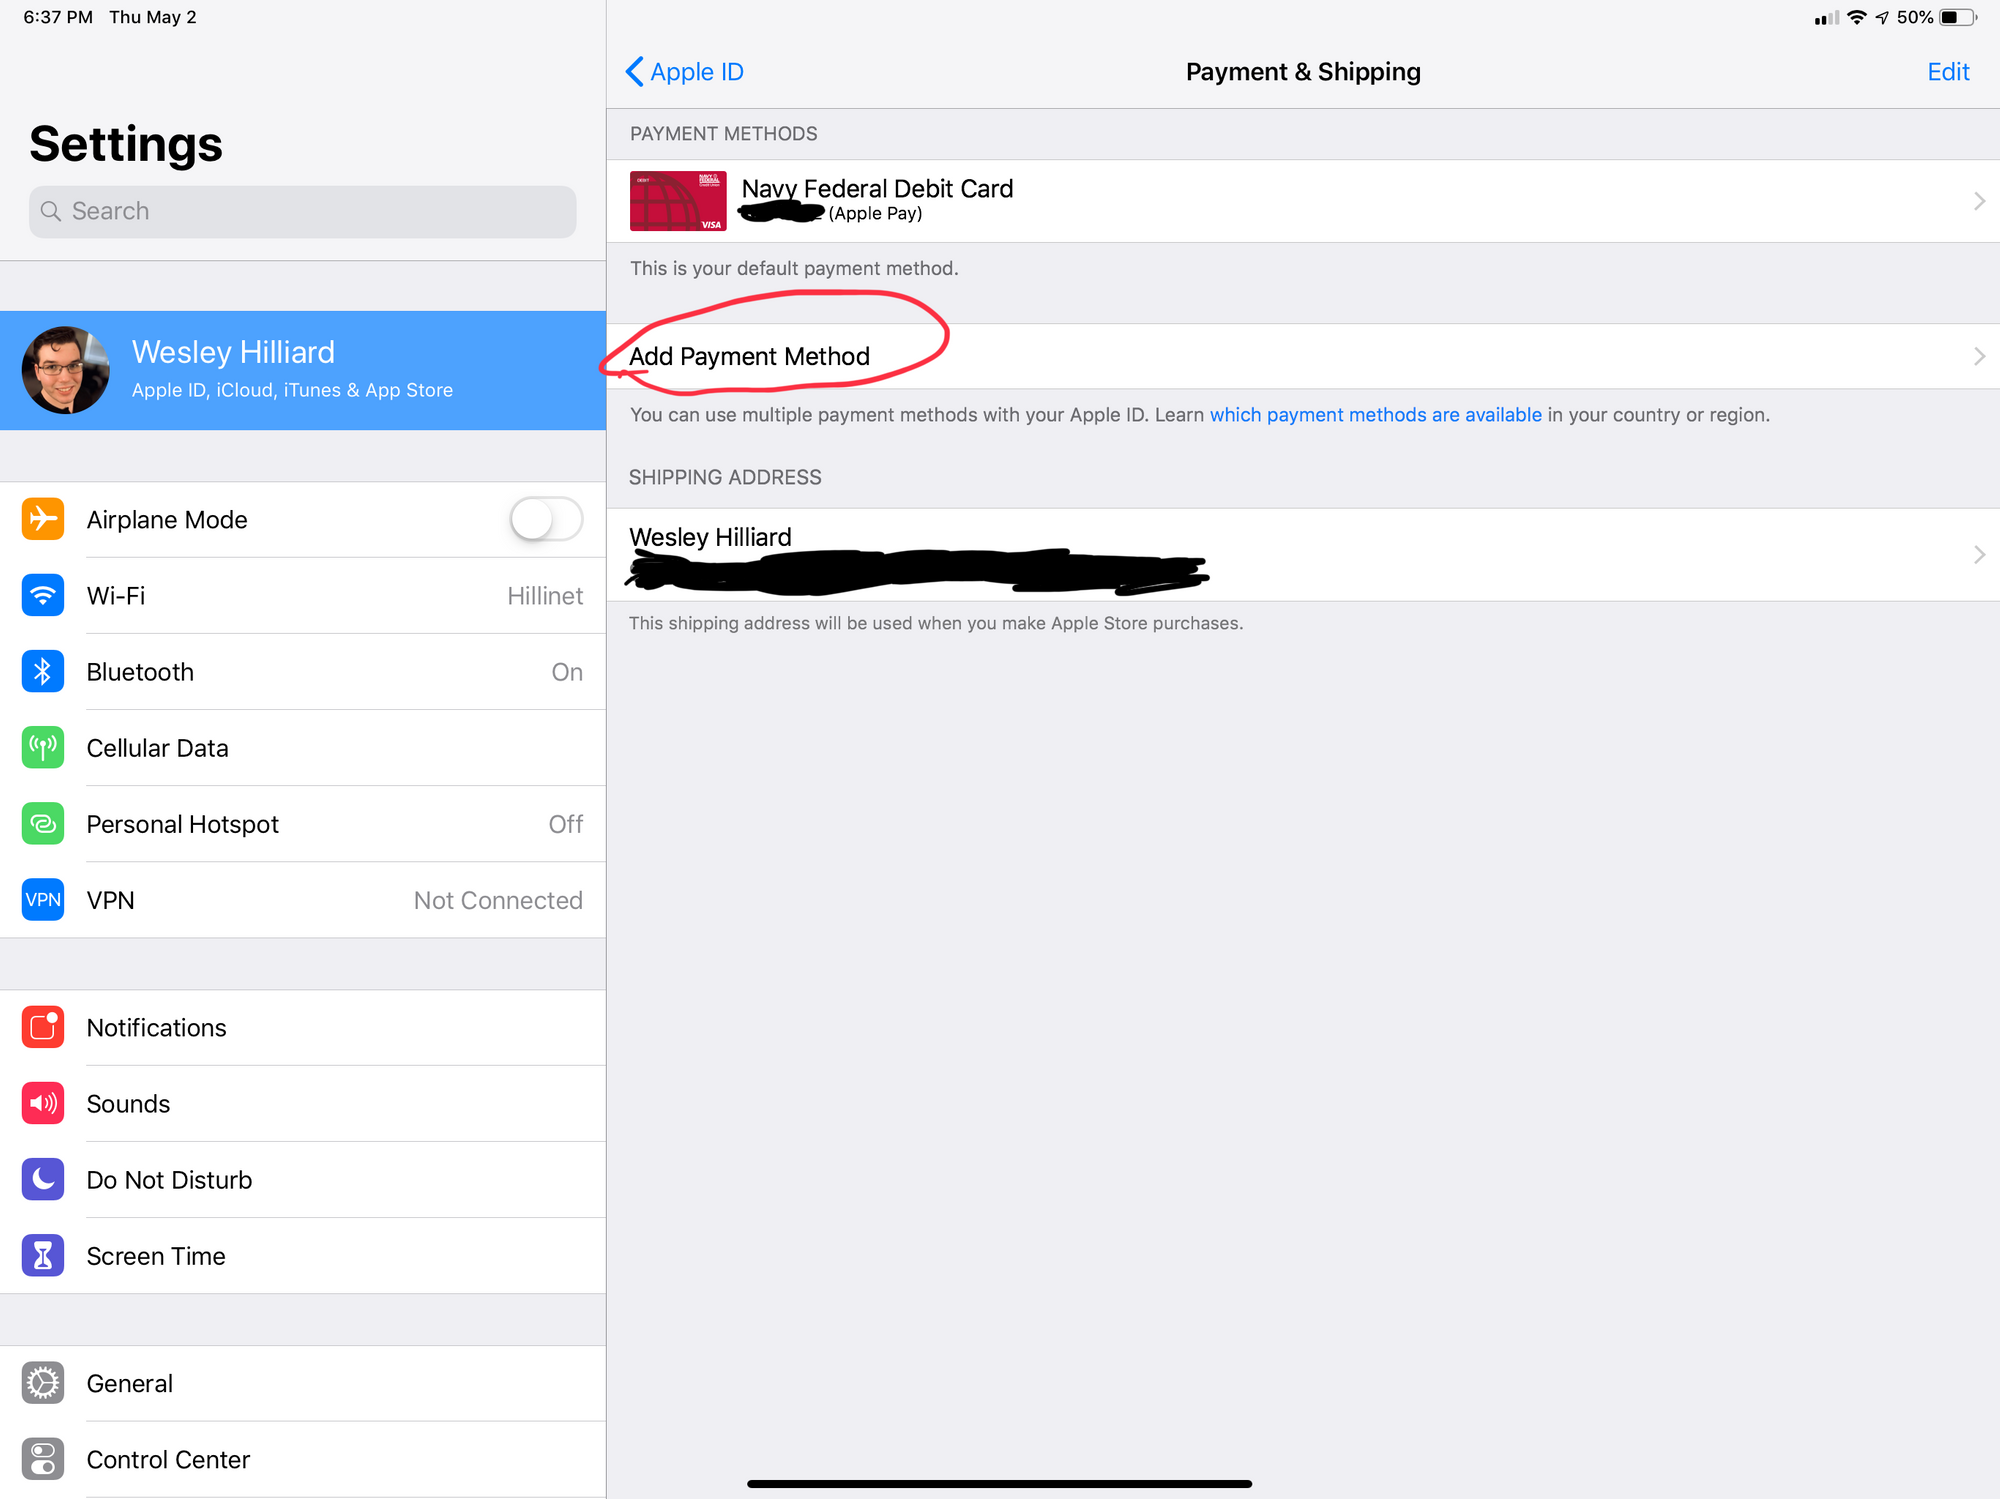 6:37 PM Thu May 2
50%
Settings
Search
Wesley Hilliard
Apple ID, iCloud, iTunes & App Store
Airplane Mode
Wi-Fi Hillinet
Bluetooth On
Cellular Data
Personal Hotspot Off
VPN VPN Not Connected
Notifications
Sounds
Do Not Disturb
Screen Time
General
Control Center
Apple ID
Payment & Shipping
Edit
PAYMENT METHODS
DEBIT
NAVY
FEDERAL
Credit Union
VISA
Navy Federal Debit Card
(Apple Pay)
This is your default payment method.
Add Payment Method
You can use multiple payment methods with your Apple ID. Learn which payment methods are available in your country or region.
SHIPPING ADDRESS
Wesley Hilliard
This shipping address will be used when you make Apple Store purchases.